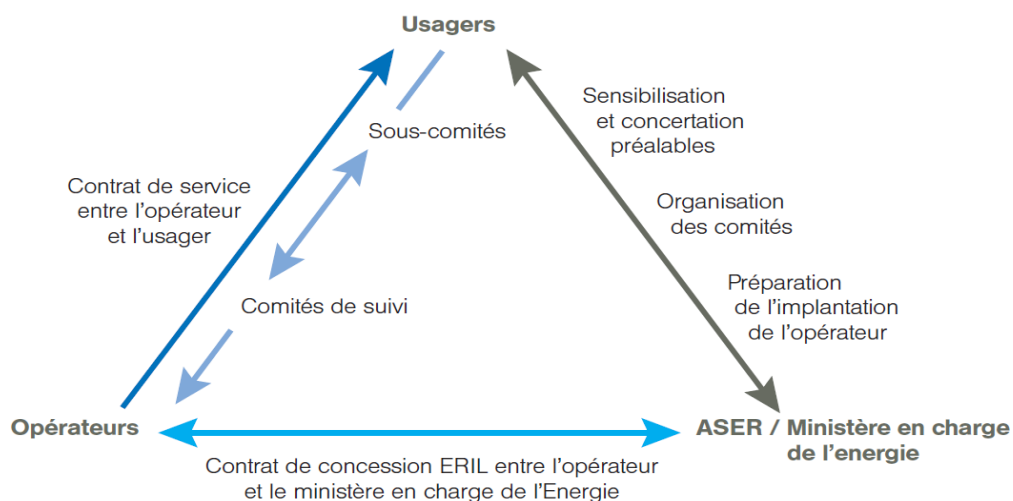 Usagers
Sensibilisation
et concertation
préalables
Sous-comités
Contrat de service
entre l'opérateur
et l'usager
Organisation
des comités
Préparation
de l'implantation
de l'opérateur
Comités de suivi
Opérateurs
ASER / Ministère en charge
de l'energie
Contrat de concession ERIL entre l'opérateur
et le ministère en charge de l'Energie